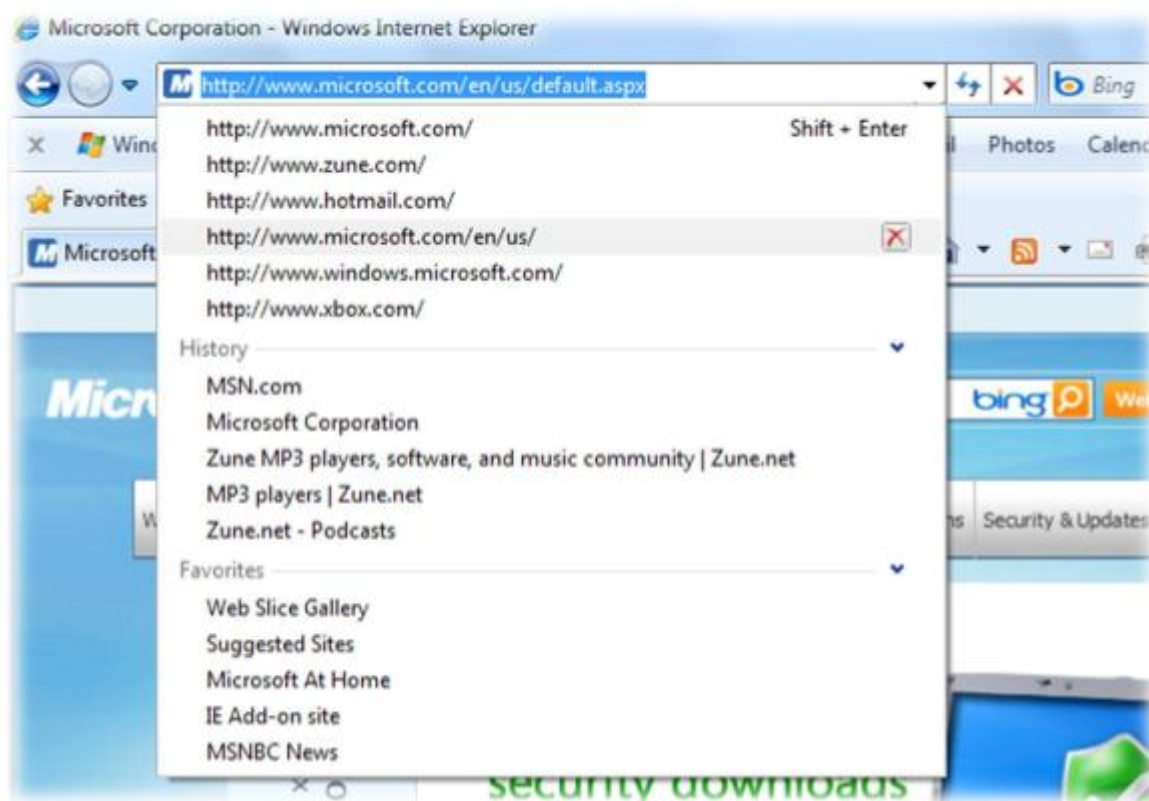 Microsoft Corporation - Windows Internet Explorer
http://www.microsoft.com/en/us/default.aspx
Bing
http://www.microsoft.com/ Shift + Enter
Photos
http://www.zune.com/
Favorites
http://www.hotmail.com/
http://www.microsoft.com/en/us/
Microsoft
http://www.windows.microsoft.com/
http://www.xbox.com/
History
MSN.com
bing
Microsoft Corporation
Zune MP3 players, software, and music community | Zune.net
MP3 players | Zune.net
Security & Updates
Zune.net - Podcasts
Favorites
Web Slice Gallery
Suggested Sites
Microsoft At Home
IE Add-on site
MSNBC News
security downloads